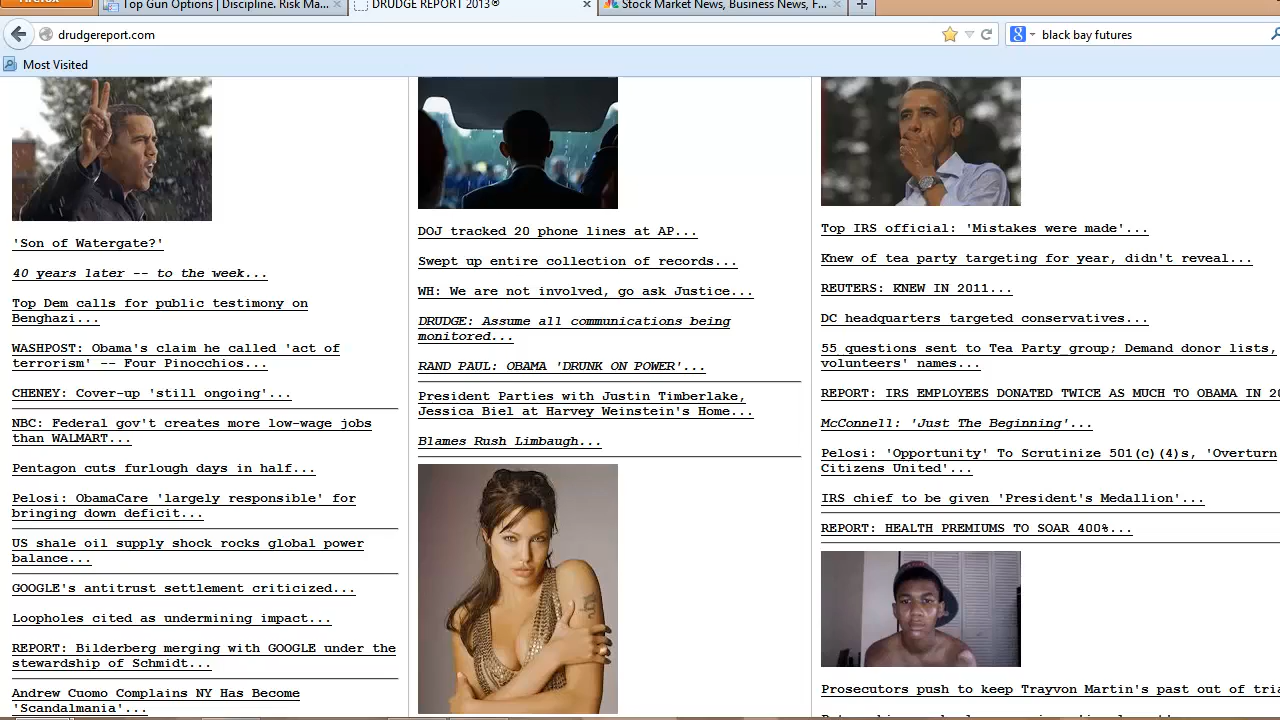 Top Gun Options | Discipline. Risk Ma...
DRUDGE REPORT 2013®
Stock Market News, Business News, F...
drudgereport.com
black bay futures
Most Visited
'Son of Watergate?'
40 years later -- to the week...
Top Dem calls for public testimony on
Benghazi...
WASHPOST: Obama's claim he called 'act of
terrorism' -- Four Pinocchios...
CHENEY: Cover-up 'still ongoing'...
NBC: Federal gov't creates more low-wage jobs
than WALMART...
Pentagon cuts furlough days in half...
Pelosi: ObamaCare 'largely responsible' for
bringing down deficit...
US shale oil supply shock rocks global power
balance...
GOOGLE's antitrust settlement criticized...
Loopholes cited as undermining impact...
REPORT: Bilderberg merging with GOOGLE under the
stewardship of Schmidt...
Andrew Cuomo Complains NY Has Become
'Scandalmania'...
DOJ tracked 20 phone lines at AP...
Swept up entire collection of records...
WH: We are not involved, go ask Justice...
DRUDGE: Assume all communications being
monitored...
RAND PAUL: OBAMA 'DRUNK ON POWER'...
President Parties with Justin Timberlake,
Jessica Biel at Harvey Weinstein's Home...
Blames Rush Limbaugh...
Top IRS official: 'Mistakes were made'...
Knew of tea party targeting for year, didn't reveal...
REUTERS: KNEW IN 2011...
DC headquarters targeted conservatives...
55 questions sent to Tea Party group; Demand donor lists,
volunteers' names...
REPORT: IRS EMPLOYEES DONATED TWICE AS MUCH TO OBAMA IN 20
McConnell: 'Just The Beginning'...
Pelosi: 'Opportunity' To Scrutinize 501(c)(4)s, 'Overturn
Citizens United'...
IRS chief to be given 'President's Medallion'...
REPORT: HEALTH PREMIUMS TO SOAR 400%...
Prosecutors push to keep Trayvon Martin's past out of tria